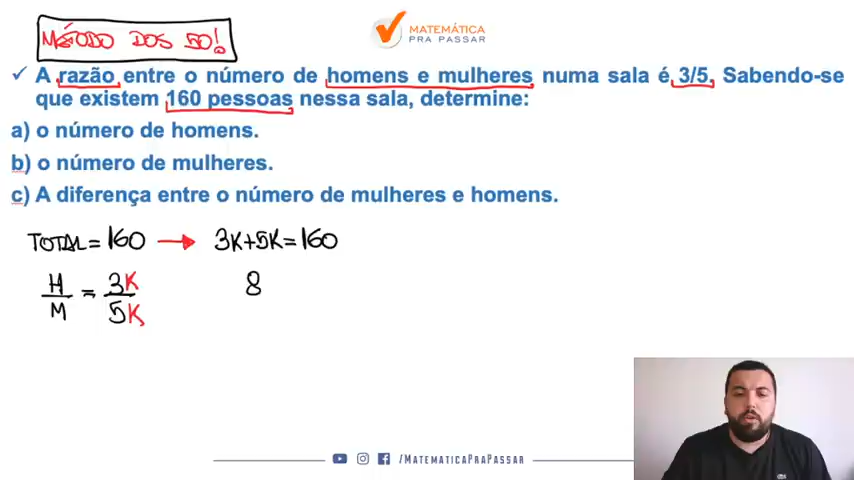 MÉTODO DOS 50!
MATEMÁTICA
PRA PASSAR
✓ A razão entre o número de homens e mulheres numa sala é 3/5. Sabendo-se
que existem 160 pessoas nessa sala, determine:
a) o número de homens.
b) o número de mulheres.
c) A diferença entre o número de mulheres e homens.
TOTAL = 160 → 3K+5K=160
H/M = 3K/5K
8
/MATEMATICAPRAPASSAR